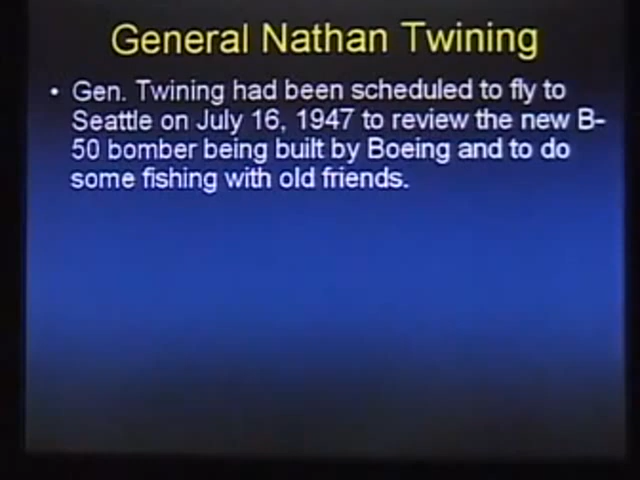 General Nathan Twining
• Gen. Twining had been scheduled to fly to
Seattle on July 16, 1947 to review the new B-
50 bomber being built by Boeing and to do
some fishing with old friends.